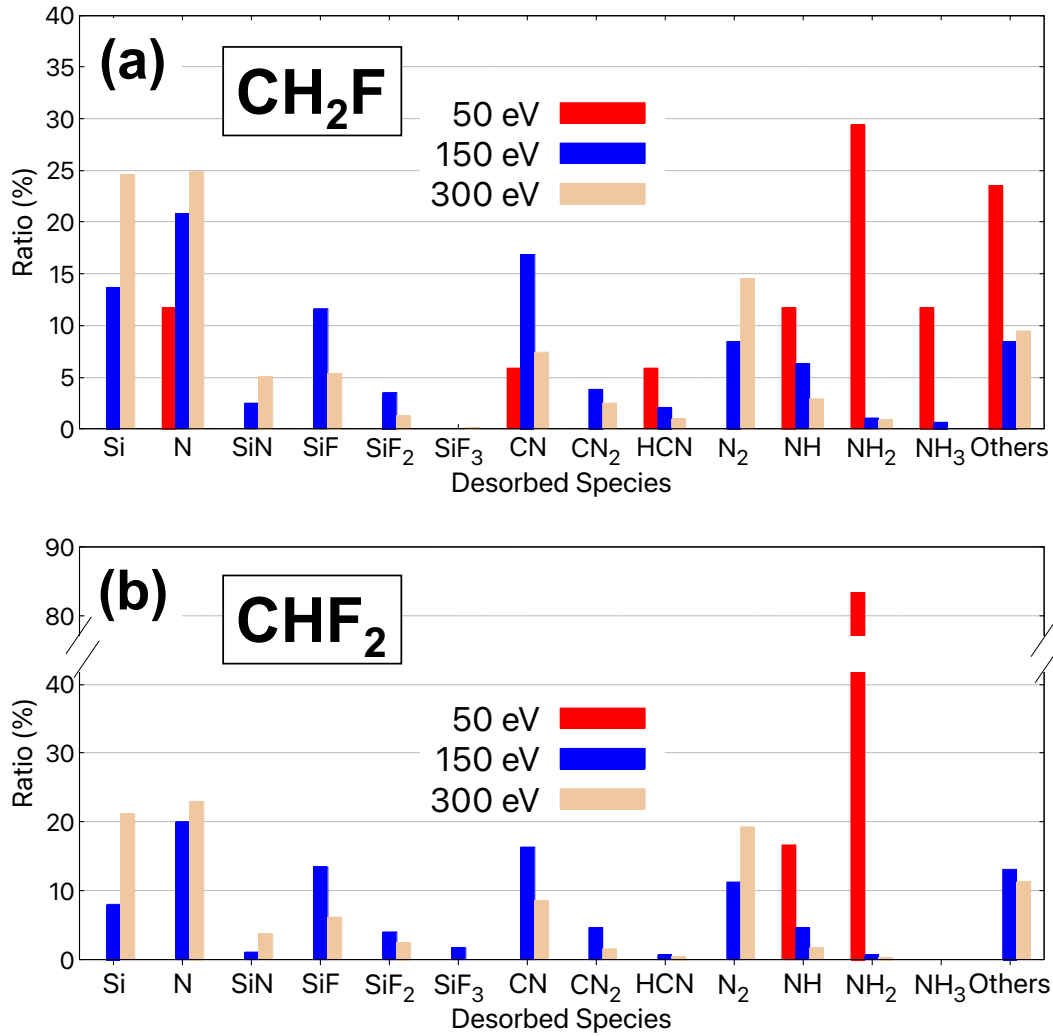 (a)
CH₂F
50 eV
150 eV
300 eV
Ratio (%)
40
35
30
25
20
15
10
5
0
Si N SiN SiF SiF₂ SiF₃ CN CN₂ HCN N₂ NH NH₂ NH₃ Others
Desorbed Species
(b)
CHF₂
50 eV
150 eV
300 eV
Ratio (%)
90
80
40
30
20
10
0
Si N SiN SiF SiF₂ SiF₃ CN CN₂ HCN N₂ NH NH₂ NH₃ Others
Desorbed Species